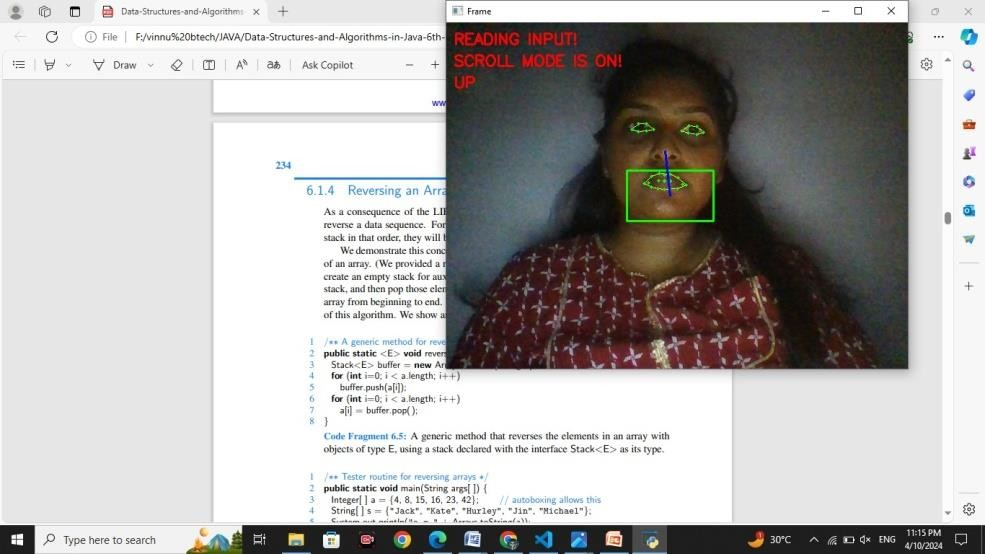 Data-Structures-and-Algorithms-
Frame
File
F:/vinnu%20btech/JAVA/Data-Structures-and-Algorithms-in-Java-6th-
Draw
Ask Copilot
READING INPUT!
SCROLL MODE IS ON!
UP
ww
234
6.1.4 Reversing an Arra
As a consequence of the LI
reverse a data sequence. For
stack in that order, they will b
We demonstrate this conc
of an array. (We provided a
create an empty stack for aux
stack, and then pop those elem
array from beginning to end.
of this algorithm. We show a
1 /** A generic method for reve
2 public static <E> void revers
3 Stack<E> buffer = new Arr
4 for (int i=0; i < a.length; i++)
5 buffer.push(a[i]);
6 for (int i=0; i < a.length; i++)
7 a[i] = buffer.pop( );
8 }
Code Fragment 6.5: A generic method that reverses the elements in an array with
objects of type E, using a stack declared with the interface Stack<E> as its type.
1 /** Tester routine for reversing arrays */
2 public static void main(String args[ ]) {
3 Integer[ ] a = {4, 8, 15, 16, 23, 42}; // autoboxing allows this
4 String[ ] s = {"Jack", "Kate", "Hurley", "Jin", "Michael"};
Type here to search
30°C
ENG
11:15 PM
4/10/2024